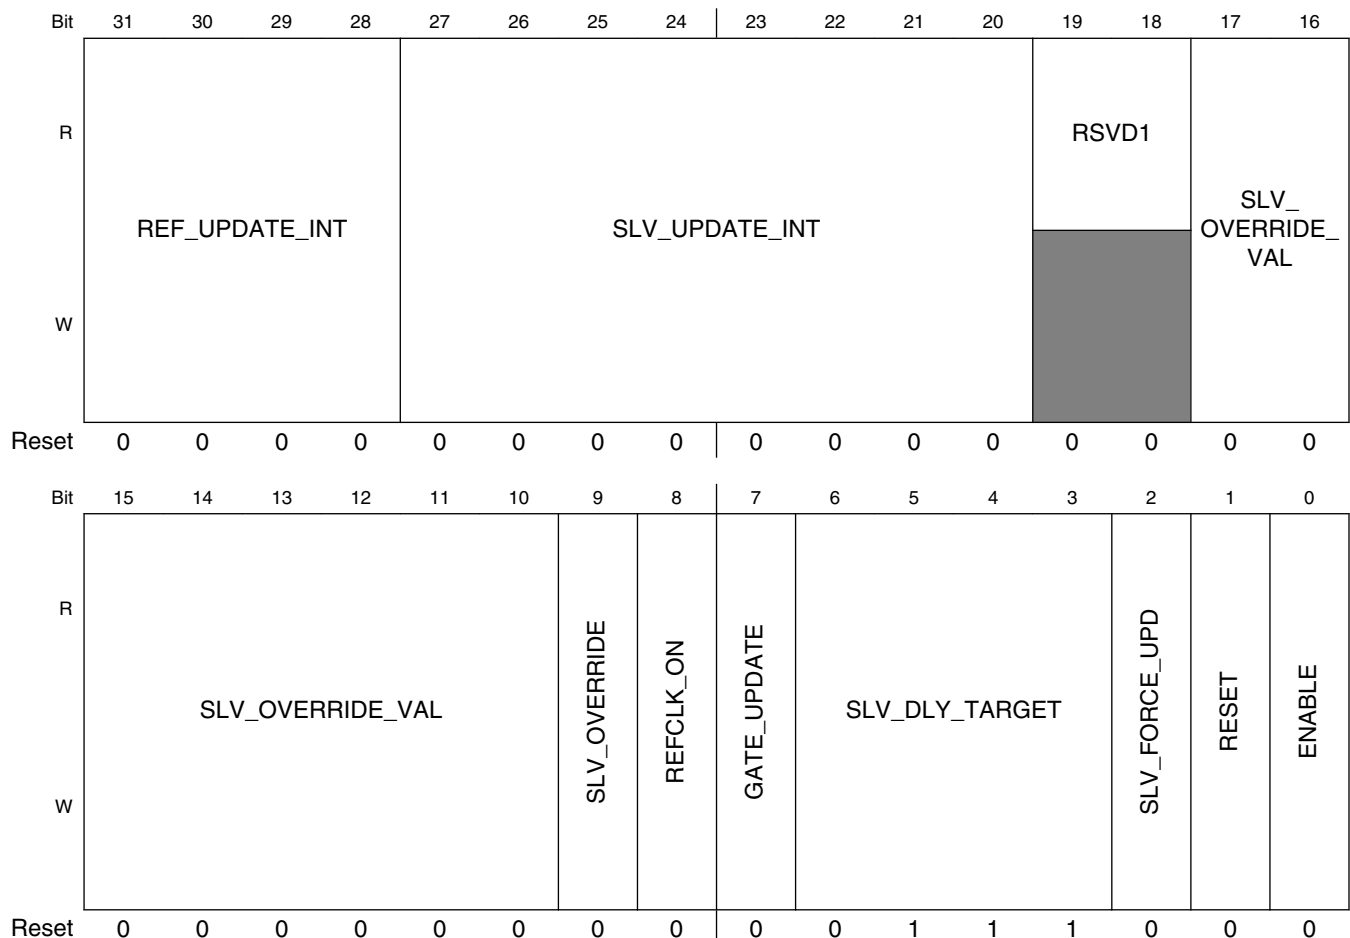 Bit 31 30 29 28 27 26 25 24 23 22 21 20 19 18 17 16
R
RSVD1
REF_UPDATE_INT
SLV_UPDATE_INT
SLV_
OVERRIDE_
VAL
W
Reset 0 0 0 0 0 0 0 0 0 0 0 0 0 0 0 0
Bit 15 14 13 12 11 10 9 8 7 6 5 4 3 2 1 0
R
SLV_OVERRIDE_VAL
SLV_OVERRIDE
REFCLK_ON
GATE_UPDATE
SLV_DLY_TARGET
SLV_FORCE_UPD
RESET
ENABLE
W
Reset 0 0 0 0 0 0 0 0 0 0 1 1 1 0 0 0